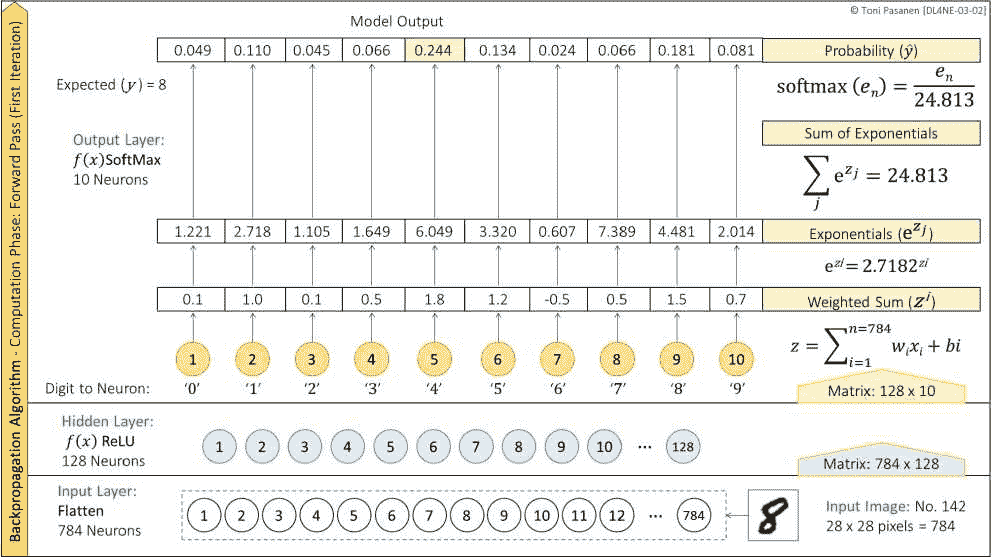 © Toni Pasanen [DL4NE-03-02]
Backpropagation Algorithm - Computation Phase: Forward Pass (First Iteration)
Model Output
0.049 0.110 0.045 0.066 0.244 0.134 0.024 0.066 0.181 0.081
Probability (ŷ)
Expected (y) = 8
softmax (eₙ) = eₙ / 24.813
Output Layer:
f(x)SoftMax
10 Neurons
Sum of Exponentials
∑ⱼ e^zⱼ = 24.813
1.221 2.718 1.105 1.649 6.049 3.320 0.607 7.389 4.481 2.014
Exponentials (e^zⱼ)
e^zi = 2.7182^zi
0.1 1.0 0.1 0.5 1.8 1.2 -0.5 0.5 1.5 0.7
Weighted Sum (z^j)
1 2 3 4 5 6 7 8 9 10
z = ∑_{i=1}^{n=784} wᵢxᵢ + bi
Digit to Neuron: '0' '1' '2' '3' '4' '5' '6' '7' '8' '9'
Matrix: 128 x 10
Hidden Layer:
f(x) ReLU
128 Neurons
1 2 3 4 5 6 7 8 9 10 ··· 128
Matrix: 784 x 128
Input Layer:
Flatten
784 Neurons
1 2 3 4 5 6 7 8 9 10 11 12 ··· 784
8
Input Image: No. 142
28 x 28 pixels = 784